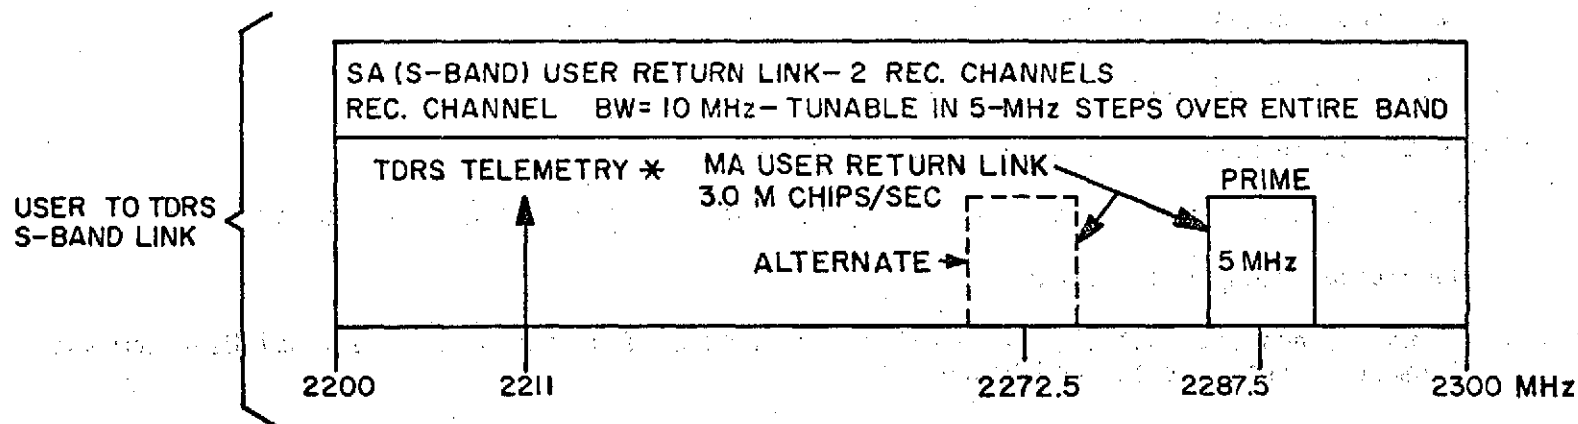 SA (S-BAND) USER RETURN LINK- 2 REC. CHANNELS
REC. CHANNEL BW= 10 MHz- TUNABLE IN 5-MHz STEPS OVER ENTIRE BAND
TDRS TELEMETRY *
MA USER RETURN LINK
3.0 M CHIPS/SEC
PRIME
USER TO TDRS
S-BAND LINK
ALTERNATE
5 MHz
2200
2211
2272.5
2287.5
2300 MHz